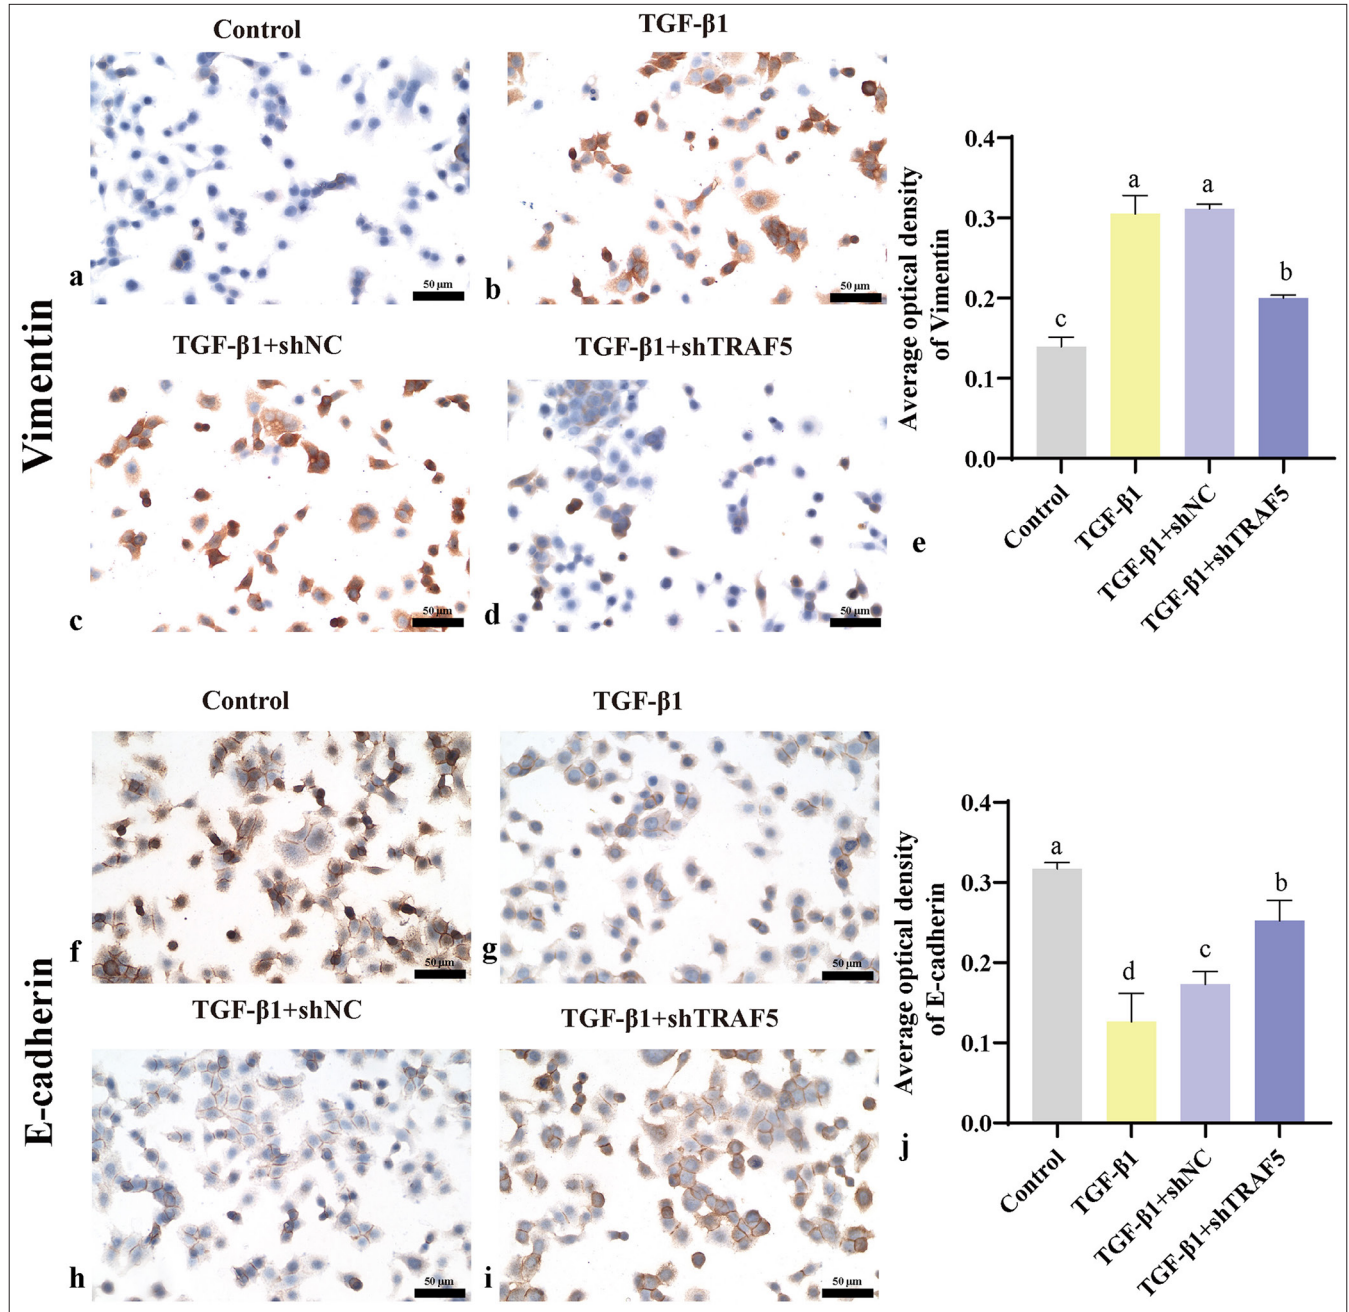 Control
TGF-β1
a
50 μm
b
50 μm
Vimentin
TGF-β1+shNC
TGF-β1+shTRAF5
c
50 μm
d
50 μm
Average optical density
of Vimentin
0.4
0.3
0.2
0.1
0.0
c
a
a
b
Control
TGF-β1
TGF-β1+shNC
TGF-β1+shTRAF5
e
Control
TGF-β1
f
50 μm
g
50 μm
E-cadherin
TGF-β1+shNC
TGF-β1+shTRAF5
h
50 μm
i
50 μm
Average optical density
of E-cadherin
0.4
0.3
0.2
0.1
0.0
a
d
c
b
Control
TGF-β1
TGF-β1+shNC
TGF-β1+shTRAF5
j